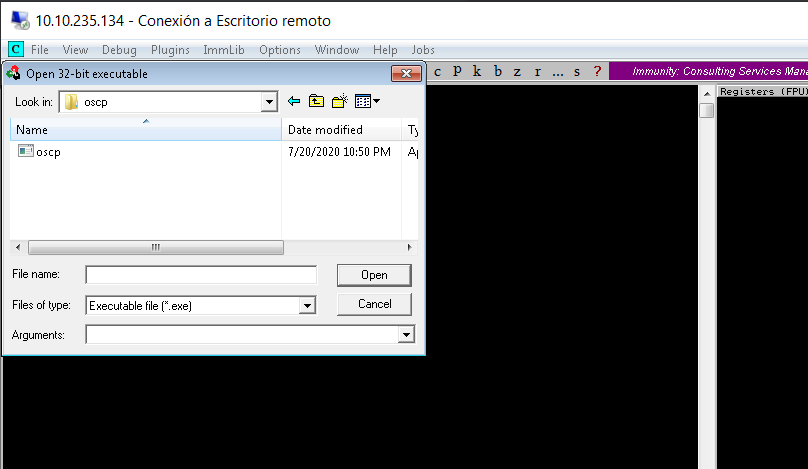 10.10.235.134 - Conexión a Escritorio remoto
C File View Debug Plugins ImmLib Options Window Help Jobs
Open 32-bit executable
c p k b z r ... s ? Immunity: Consulting Services Mana
Look in: oscp
Registers (FPU)
Name Date modified Ty
oscp 7/20/2020 10:50 PM Ap
File name: Open
Files of type: Executable file (*.exe) Cancel
Arguments: